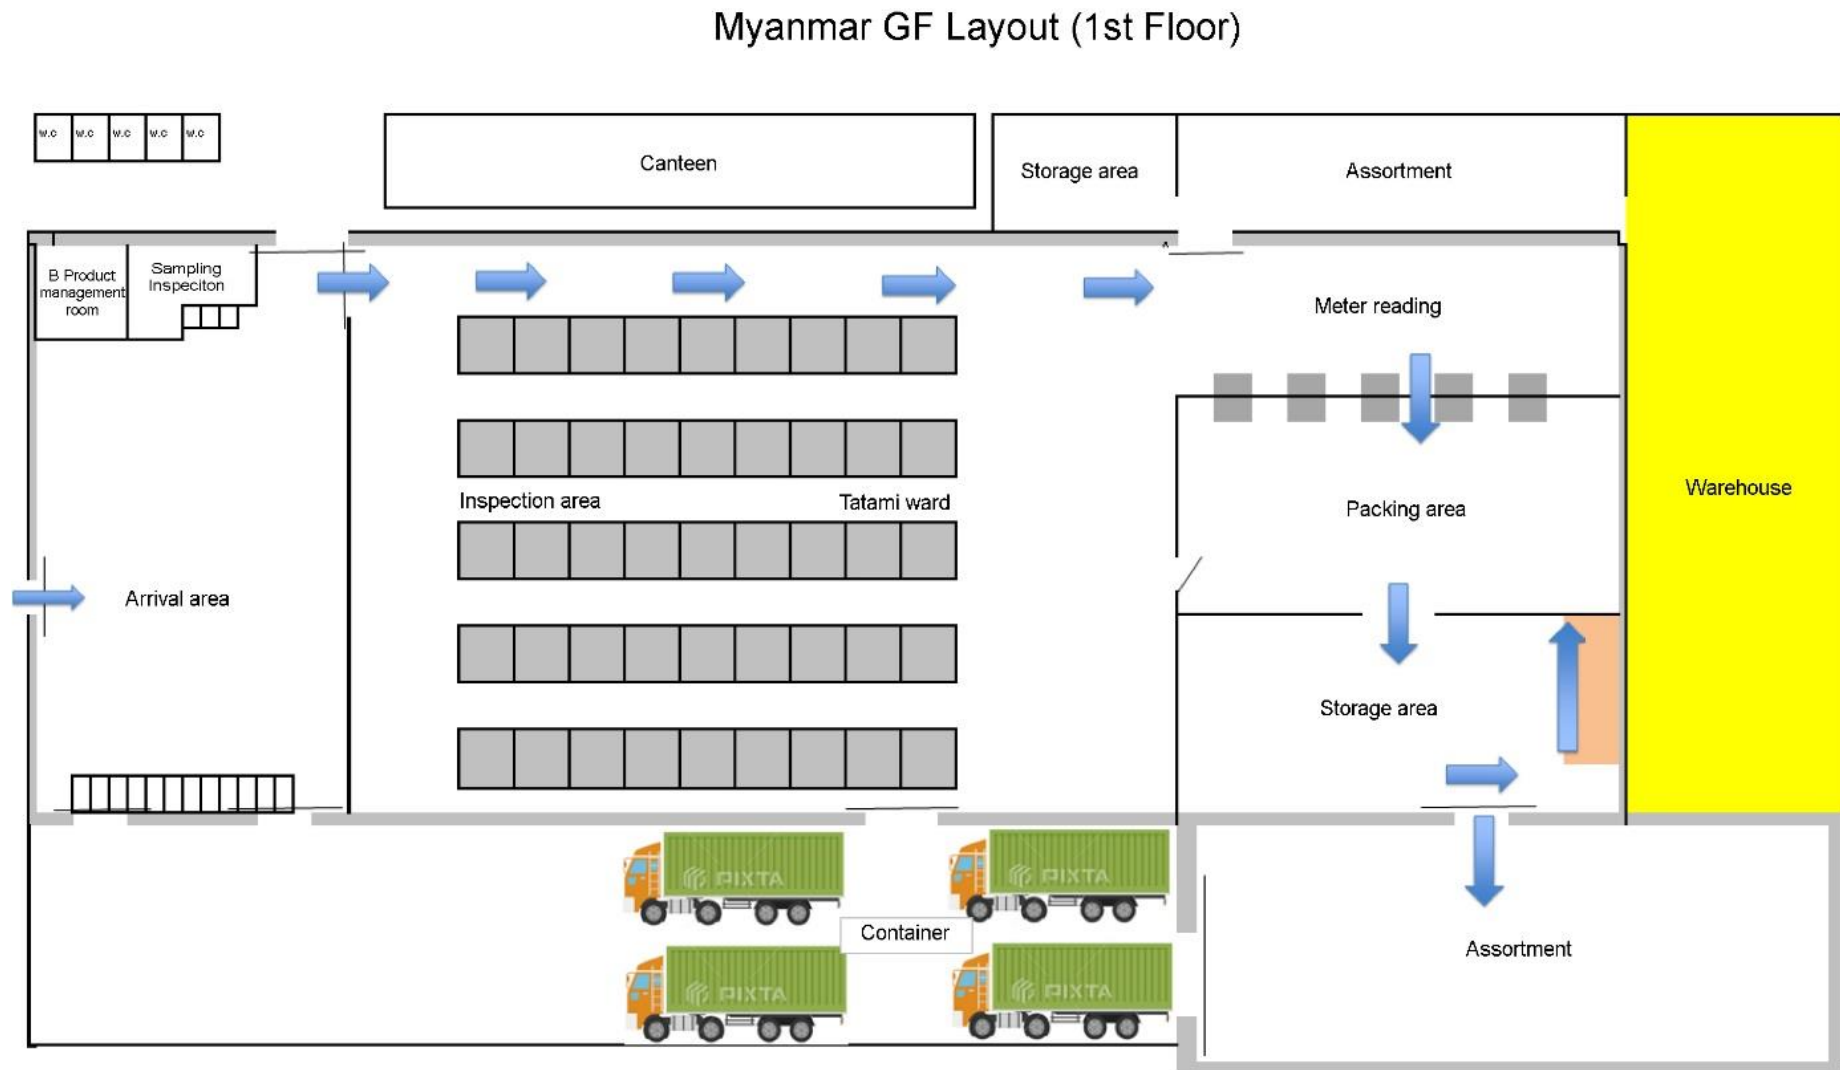 Myanmar GF Layout (1st Floor)
w.c w.c w.c w.c w.c
Canteen
Storage area
Assortment
B Product
management
room
Sampling
Inspeciton
Meter reading
Inspection area
Tatami ward
Packing area
Warehouse
Arrival area
Storage area
PIXTA
PIXTA
Container
Assortment
PIXTA
PIXTA